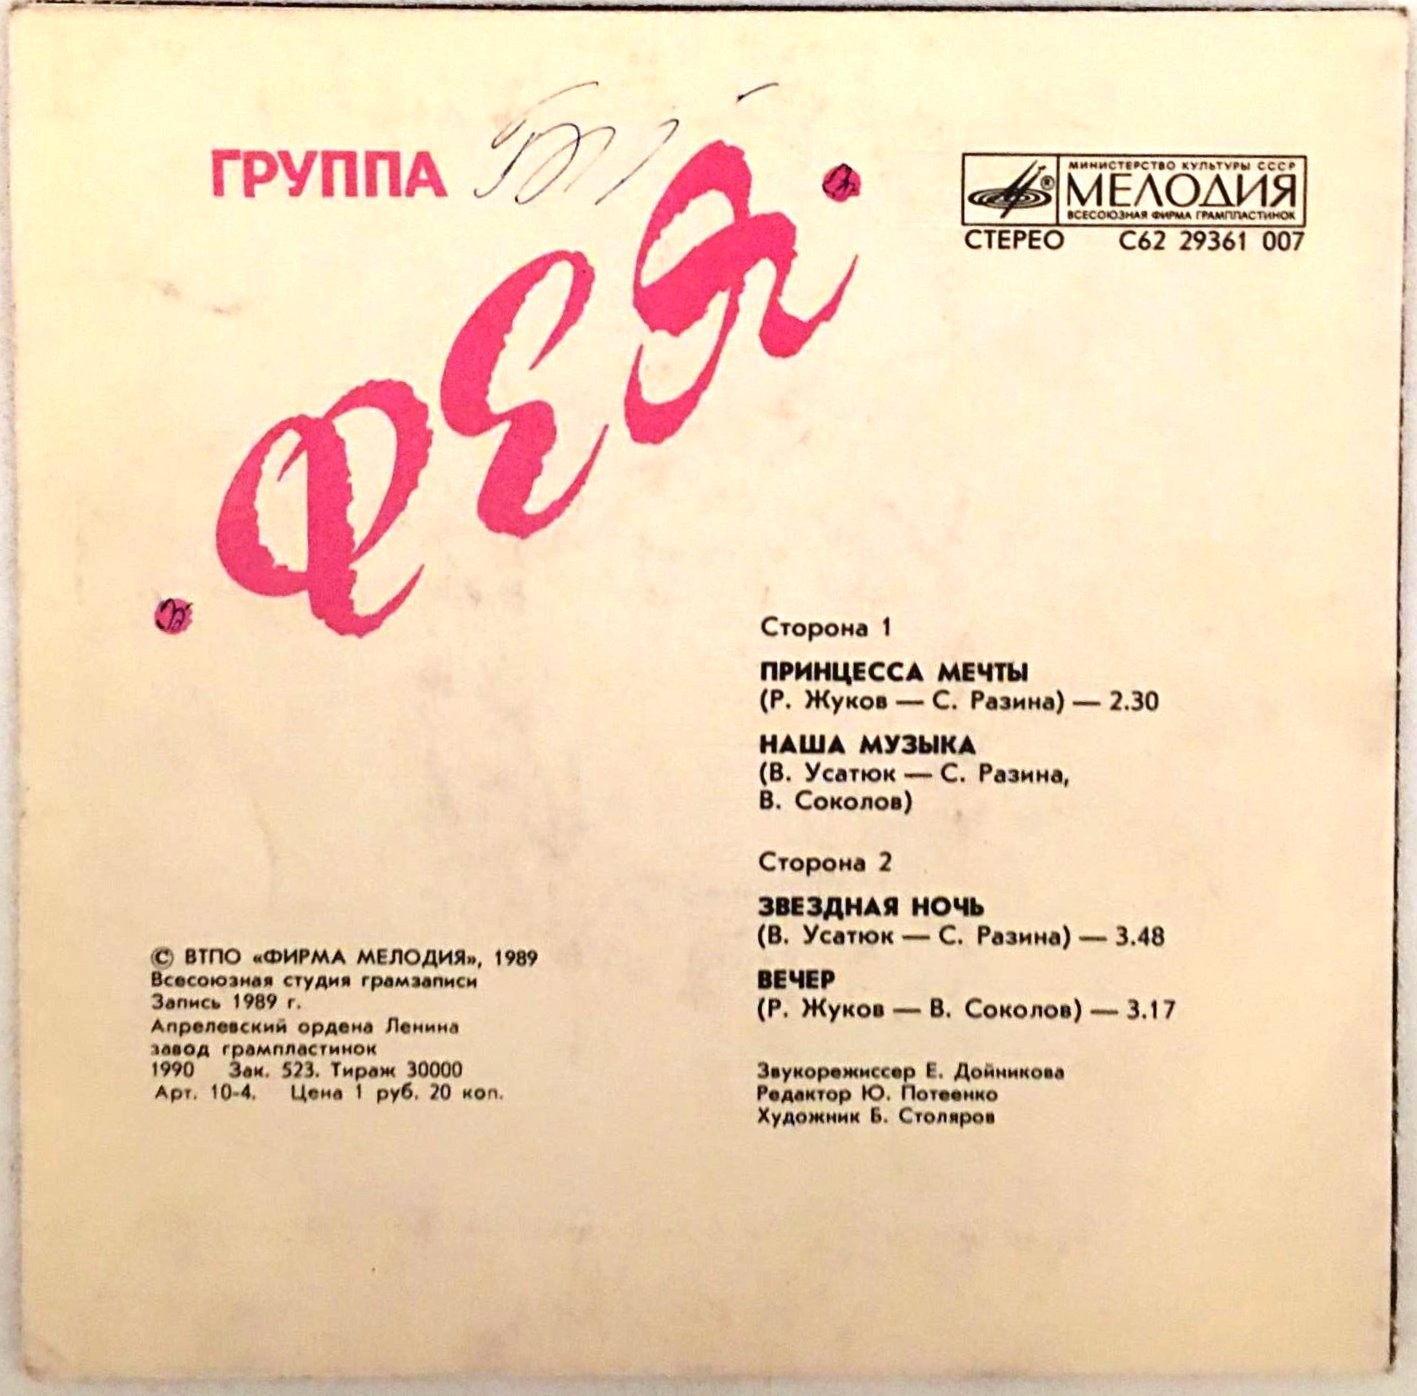 ГРУППА
ФЕЯ
МИНИСТЕРСТВО КУЛЬТУРЫ СССР
МЕЛОДИЯ
ВСЕСОЮЗНАЯ ФИРМА ГРАМПЛАСТИНОК
СТЕРЕО С62 29361 007
Сторона 1
ПРИНЦЕССА МЕЧТЫ
(Р. Жуков — С. Разина) — 2.30
НАША МУЗЫКА
(В. Усатюк — С. Разина,
В. Соколов)
Сторона 2
ЗВЕЗДНАЯ НОЧЬ
(В. Усатюк — С. Разина) — 3.48
ВЕЧЕР
(Р. Жуков — В. Соколов) — 3.17
© ВТПО «ФИРМА МЕЛОДИЯ», 1989
Всесоюзная студия грамзаписи
Запись 1989 г.
Апрелевский ордена Ленина
завод грампластинок
1990 Зак. 523. Тираж 30000
Арт. 10-4. Цена 1 руб. 20 коп.
Звукорежиссер Е. Дойникова
Редактор Ю. Потеенко
Художник Б. Столяров